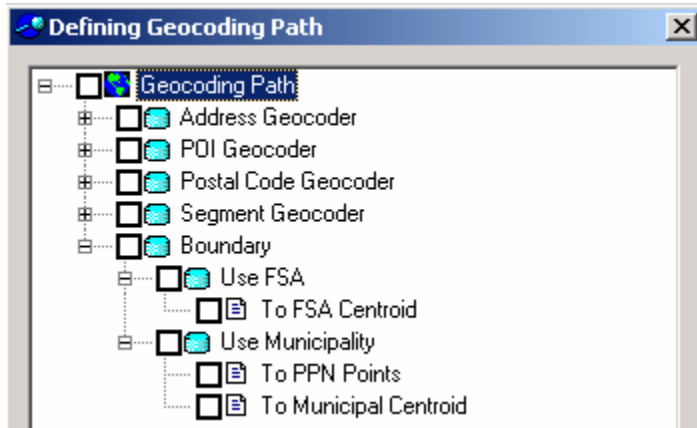 Defining Geocoding Path
Geocoding Path
Address Geocoder
POI Geocoder
Postal Code Geocoder
Segment Geocoder
Boundary
Use FSA
To FSA Centroid
Use Municipality
To PPN Points
To Municipal Centroid